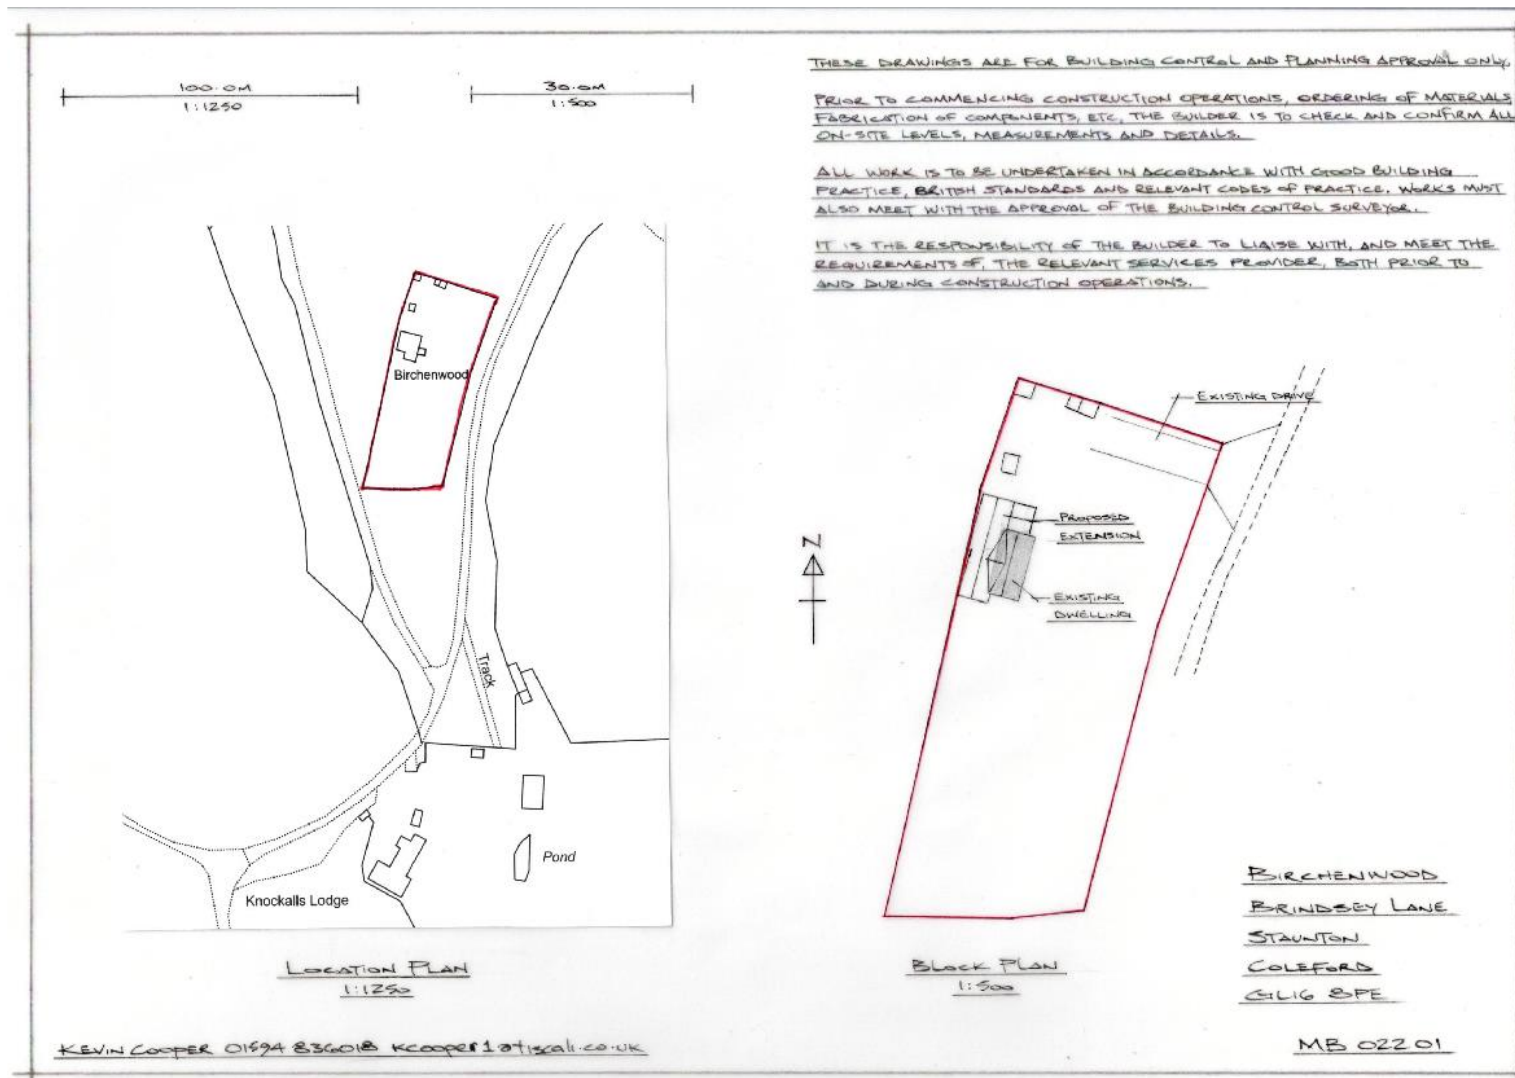 100.0M
1:1250
30.0M
1:500
THESE DRAWINGS ARE FOR BUILDING CONTROL AND PLANNING APPROVAL ONLY.
PRIOR TO COMMENCING CONSTRUCTION OPERATIONS, ORDERING OF MATERIALS
FABRICATION OF COMPONENTS, ETC, THE BUILDER IS TO CHECK AND CONFIRM ALL
ON-SITE LEVELS, MEASUREMENTS AND DETAILS.
ALL WORK IS TO BE UNDERTAKEN IN ACCORDANCE WITH GOOD BUILDING
PRACTICE, BRITISH STANDARDS AND RELEVANT CODES OF PRACTICE. WORKS MUST
ALSO MEET WITH THE APPROVAL OF THE BUILDING CONTROL SURVEYOR.
IT IS THE RESPONSIBILITY OF THE BUILDER TO LIAISE WITH, AND MEET THE
REQUIREMENTS OF, THE RELEVANT SERVICES PROVIDER, BOTH PRIOR TO
AND DURING CONSTRUCTION OPERATIONS.
Birchenwood
Track
Pond
Knockalls Lodge
LOCATION PLAN
1:1250
N
EXISTING DRIVE
PROPOSED
EXTENSION
EXISTING
DWELLING
BLOCK PLAN
1:500
BIRCHENWOOD
BRINDSEY LANE
STAUNTON
COLEFORD
GL16 8PE
KEVIN COOPER 01594 836018 kcooper1@tiscali.co.uk
MB 022 01